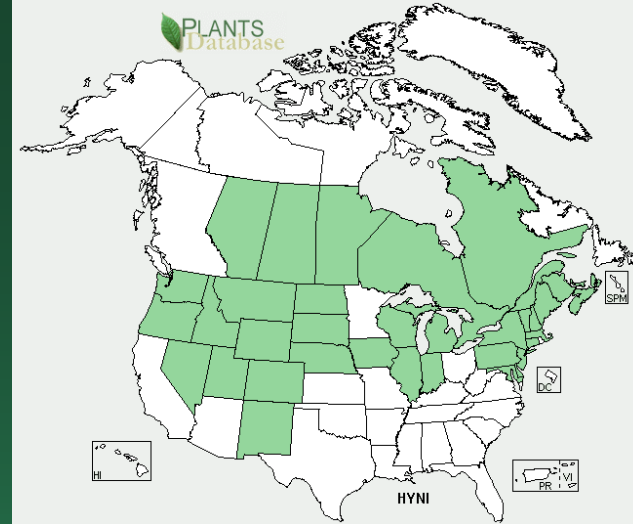 PLANTS
Database
SPM
DC
HI
PR
VI
HYNI